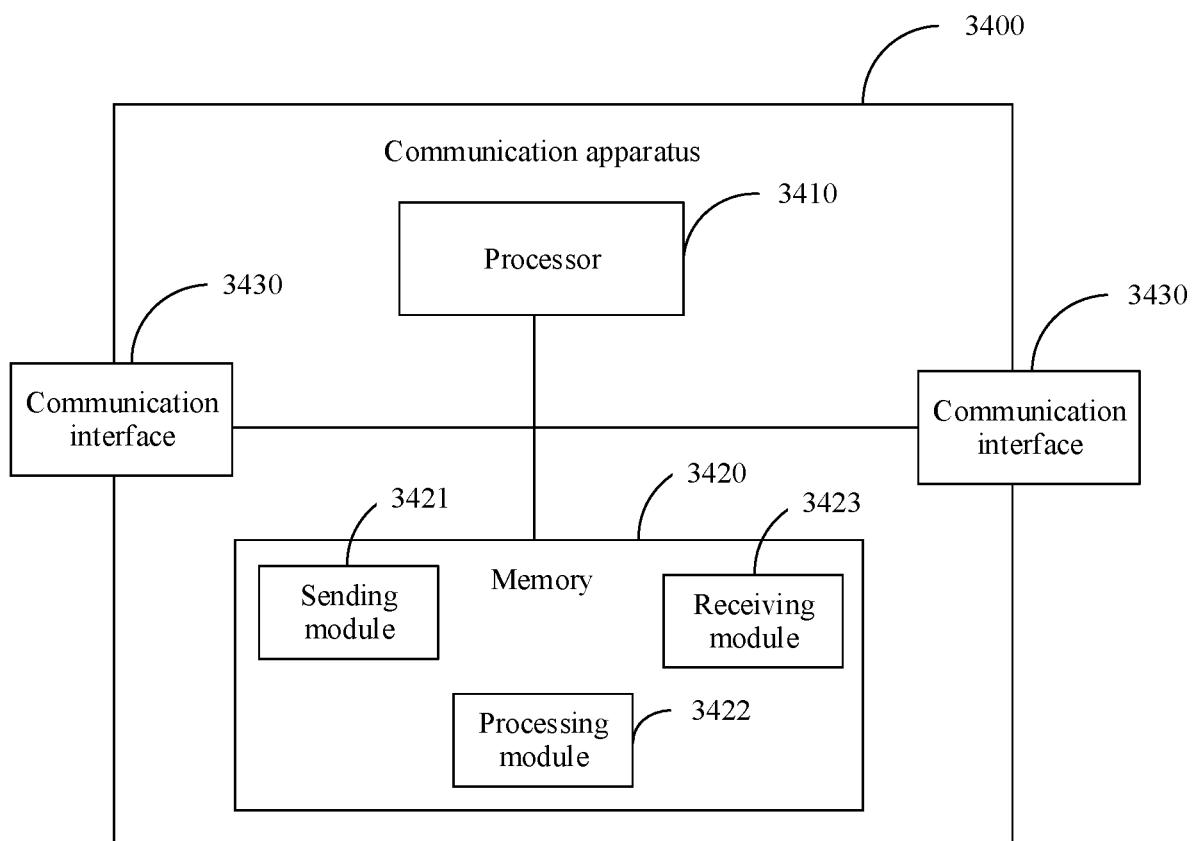 3400
Communication apparatus
3410
Processor
3430
3430
Communication
interface
Communication
interface
3421
3420
3423
Memory
Sending
module
Receiving
module
3422
Processing
module